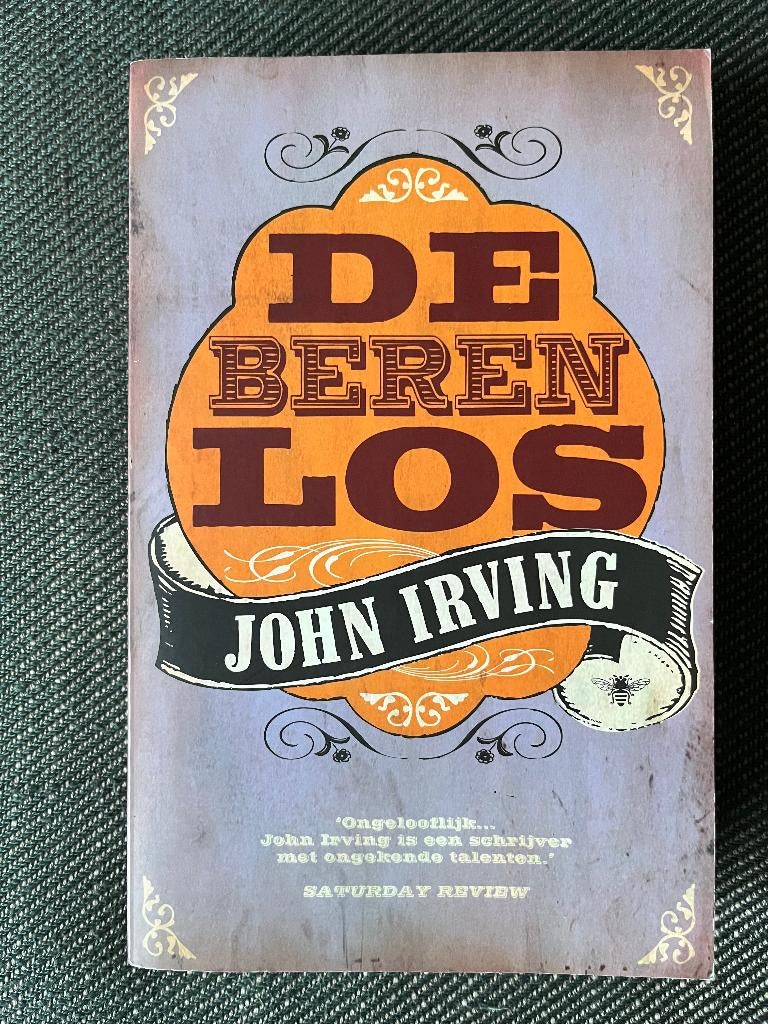 DE
BEREN
LOS
JOHN IRVING
‘Ongelooflijk...
John Irving is een schrijver
met ongekende talenten.’
SATURDAY REVIEW